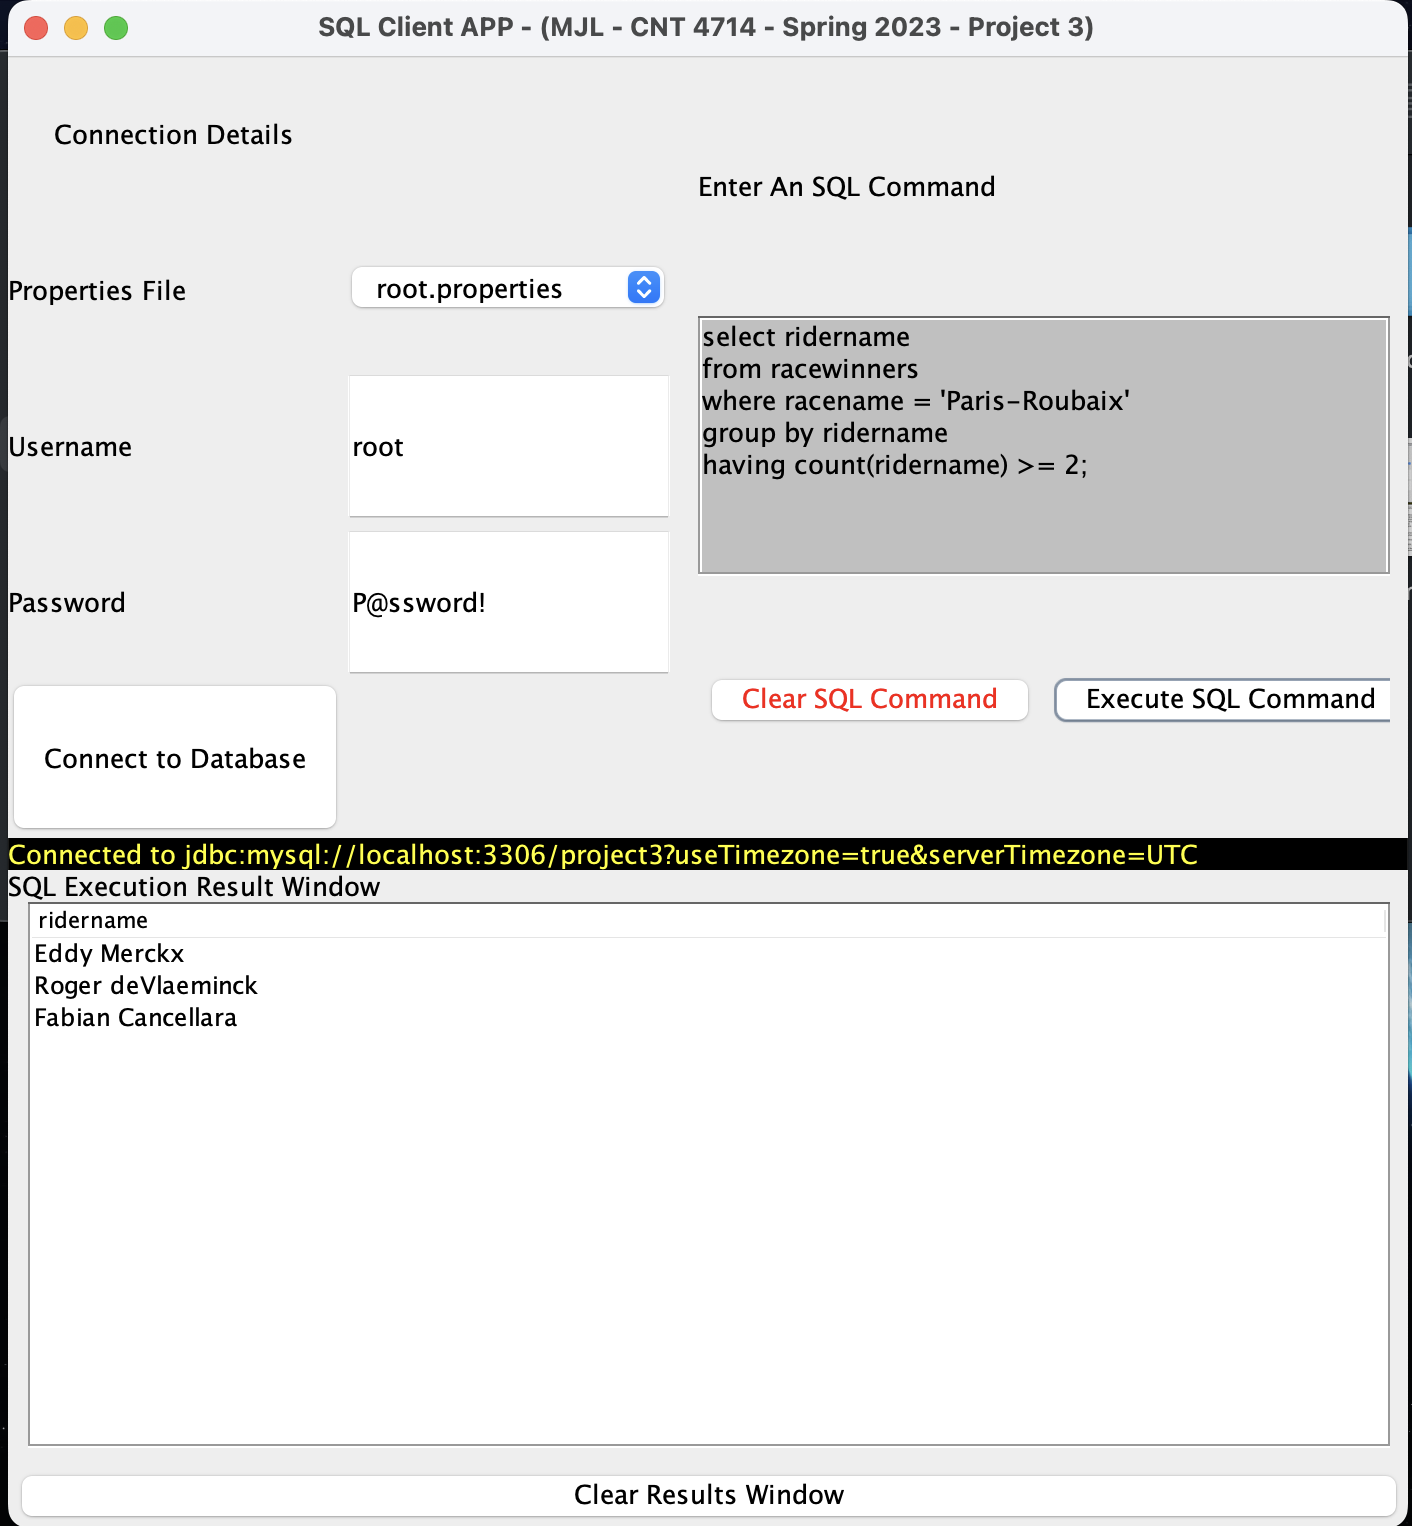 SQL Client APP - (MJL - CNT 4714 - Spring 2023 - Project 3)
Connection Details
Enter An SQL Command
Properties File
root.properties
Username
root
Password
P@ssword!
Connect to Database
select ridername
from racewinners
where racename = 'Paris-Roubaix'
group by ridername
having count(ridername) >= 2;
Clear SQL Command
Execute SQL Command
Connected to jdbc:mysql://localhost:3306/project3?useTimezone=true&serverTimezone=UTC
SQL Execution Result Window
ridername
Eddy Merckx
Roger deVlaeminck
Fabian Cancellara
Clear Results Window